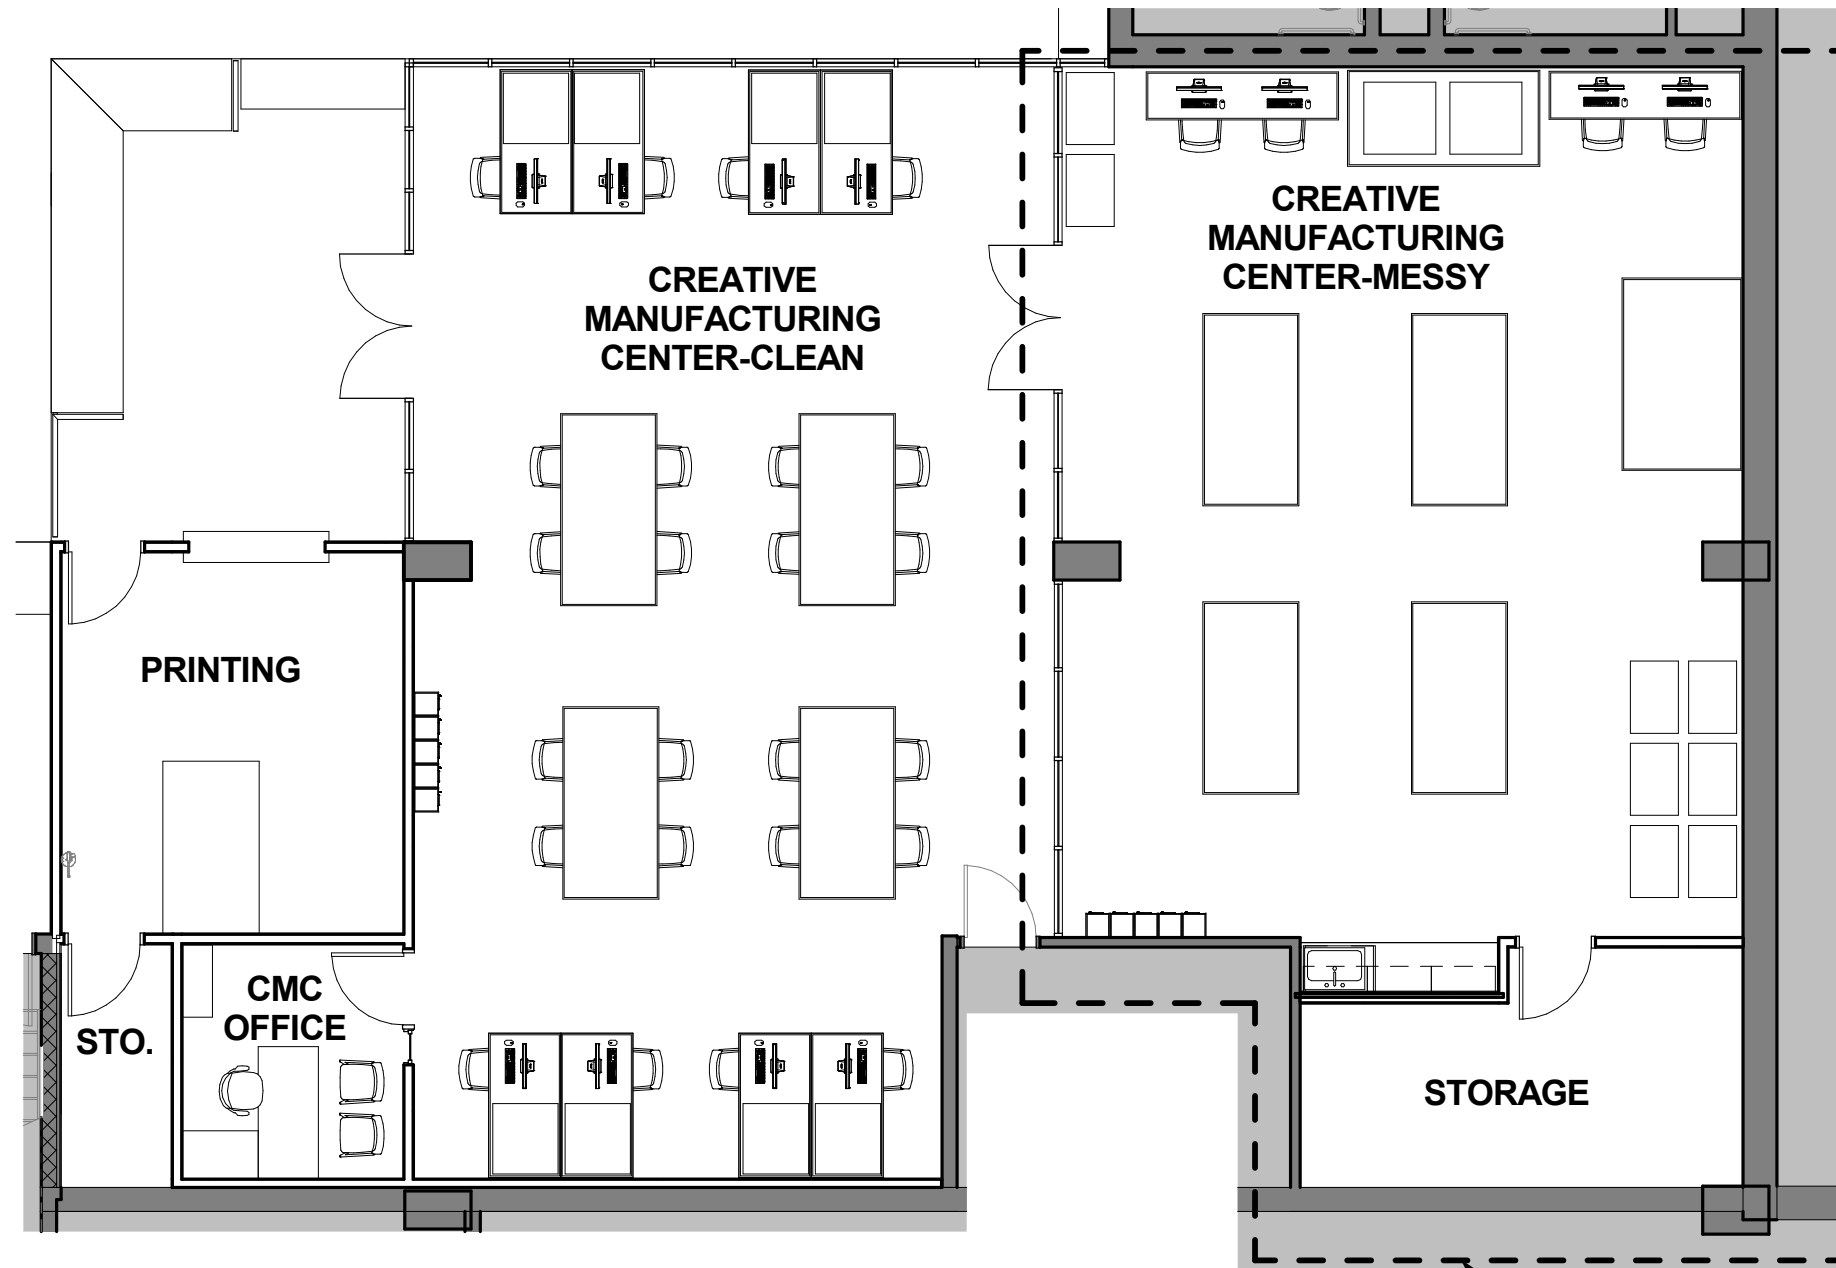 CREATIVE
MANUFACTURING
CENTER-MESSY
CREATIVE
MANUFACTURING
CENTER-CLEAN
PRINTING
CMC
OFFICE
STO.
STORAGE